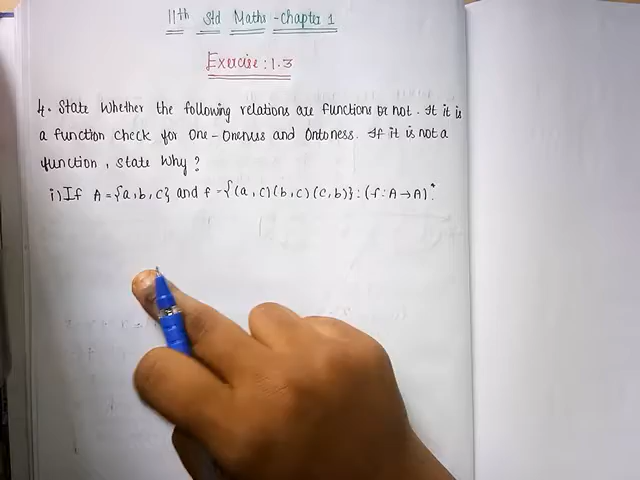 11th Std Maths - Chapter 1
Exercise : 1.3
4. State Whether the following relations are functions or not. If it is
a function check for One - Oneness and Ontoness. If it is not a
function , state Why ?
i) If A = {a, b, c} and f = {(a , c) (b, c) (c, b)} : (f : A → A).